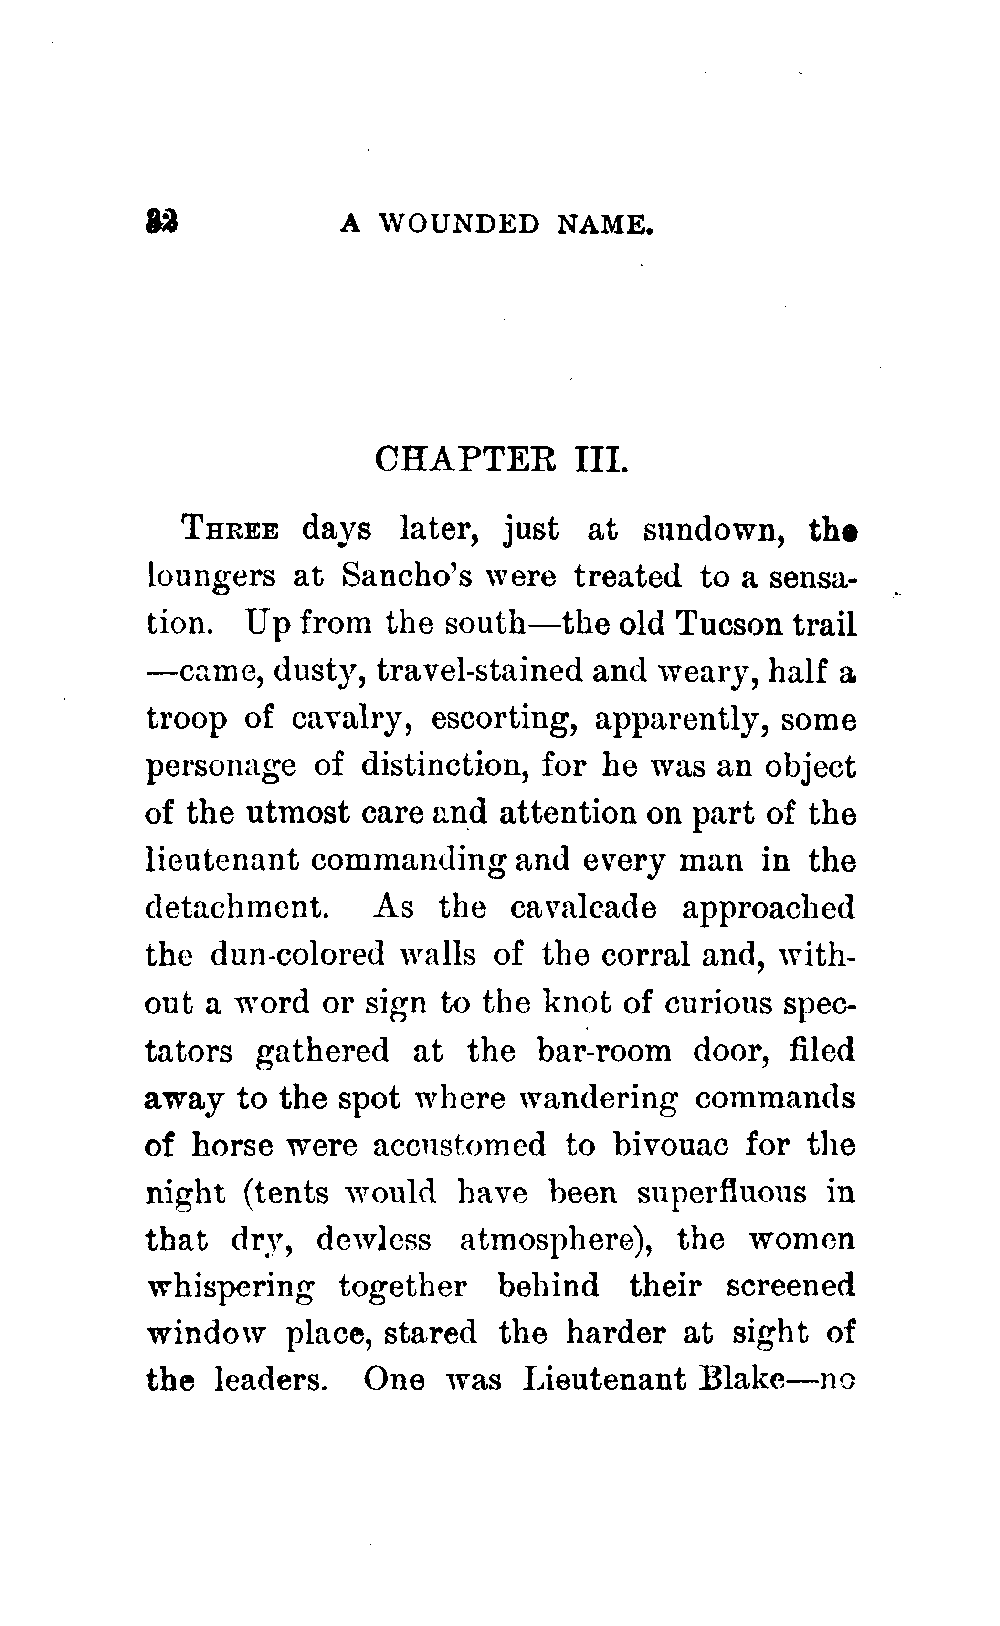 32 A WOUNDED NAME.
CHAPTER III.
THREE days later, just at sundown, the
loungers at Sancho's were treated to a sensa-
tion. Up from the south—the old Tucson trail
—came, dusty, travel-stained and weary, half a
troop of cavalry, escorting, apparently, some
personage of distinction, for he was an object
of the utmost care and attention on part of the
lieutenant commanding and every man in the
detachment. As the cavalcade approached
the dun-colored walls of the corral and, with-
out a word or sign to the knot of curious spec-
tators gathered at the bar-room door, filed
away to the spot where wandering commands
of horse were accustomed to bivouac for the
night (tents would have been superfluous in
that dry, dewless atmosphere), the women
whispering together behind their screened
window place, stared the harder at sight of
the leaders. One was Lieutenant Blake—no